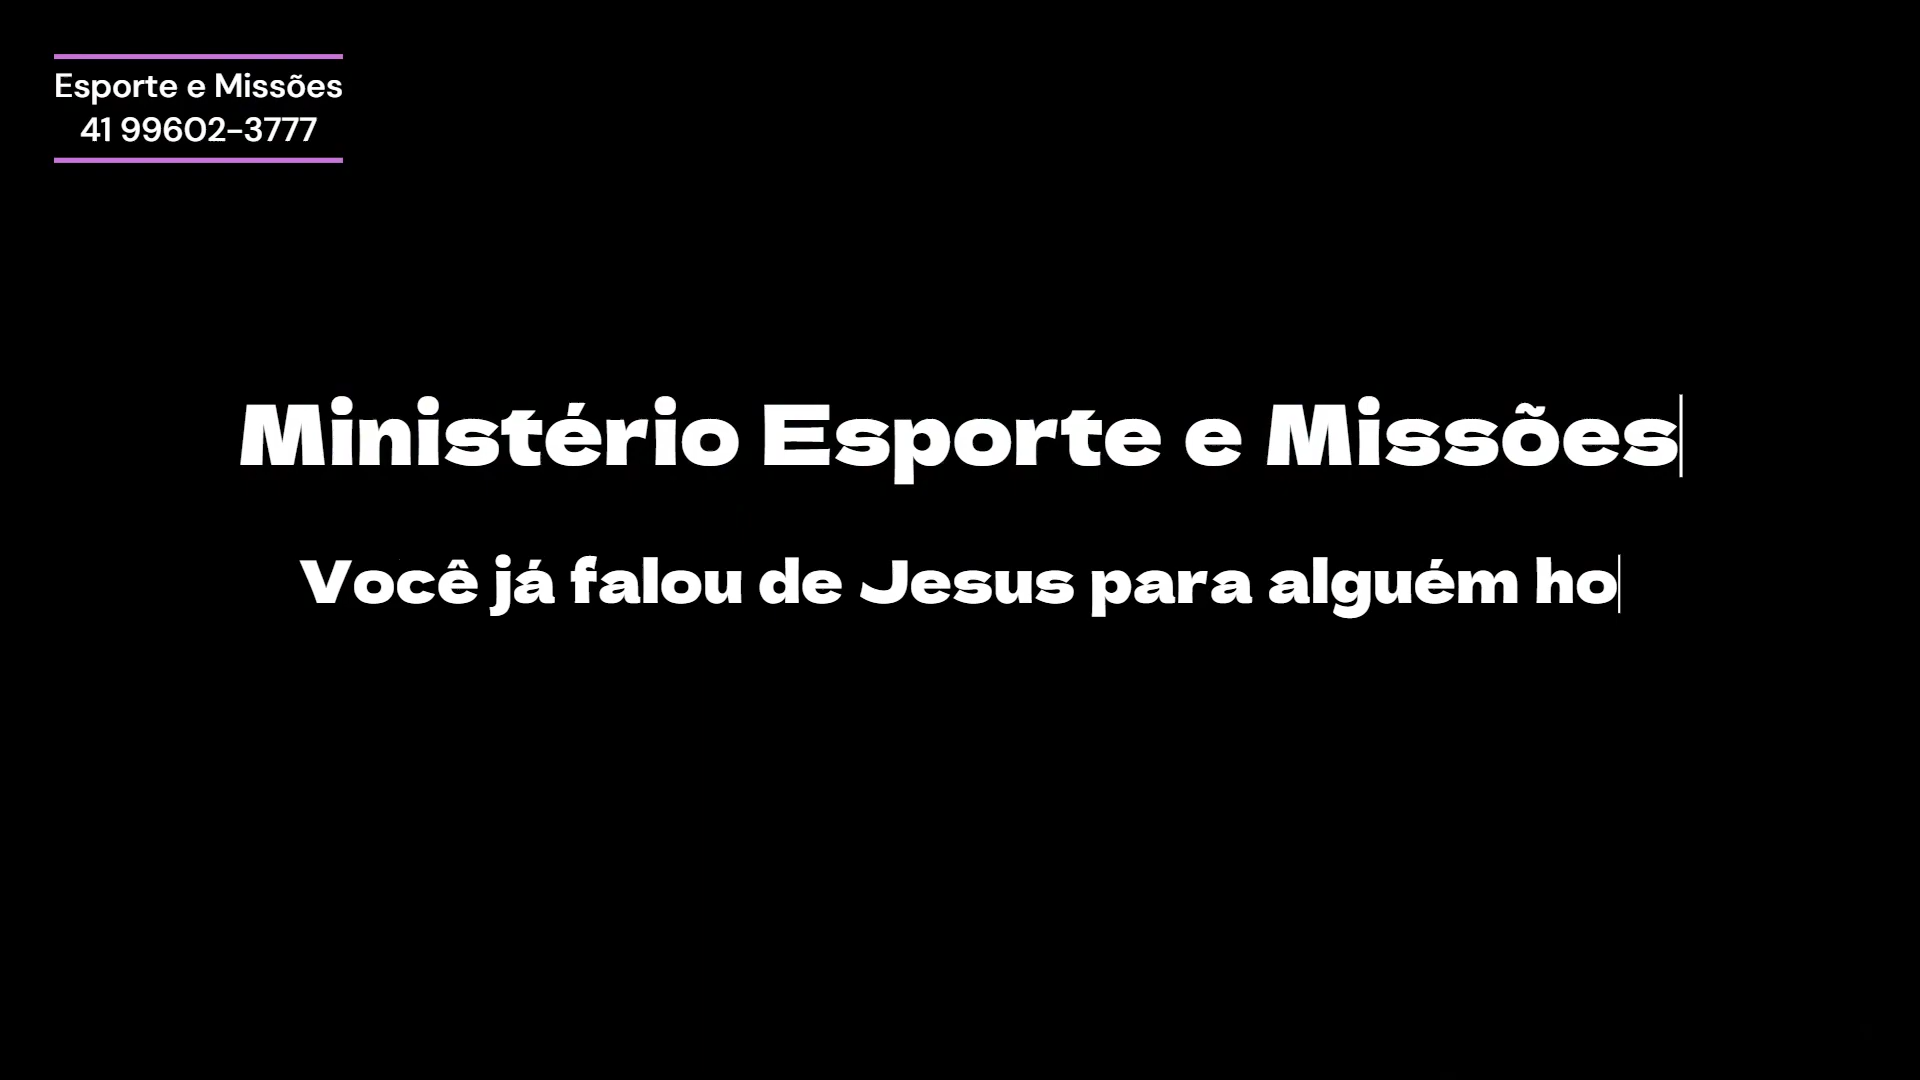 Esporte e Missões
41 99602-3777
Ministério Esporte e Missões
Você já falou de Jesus para alguém ho